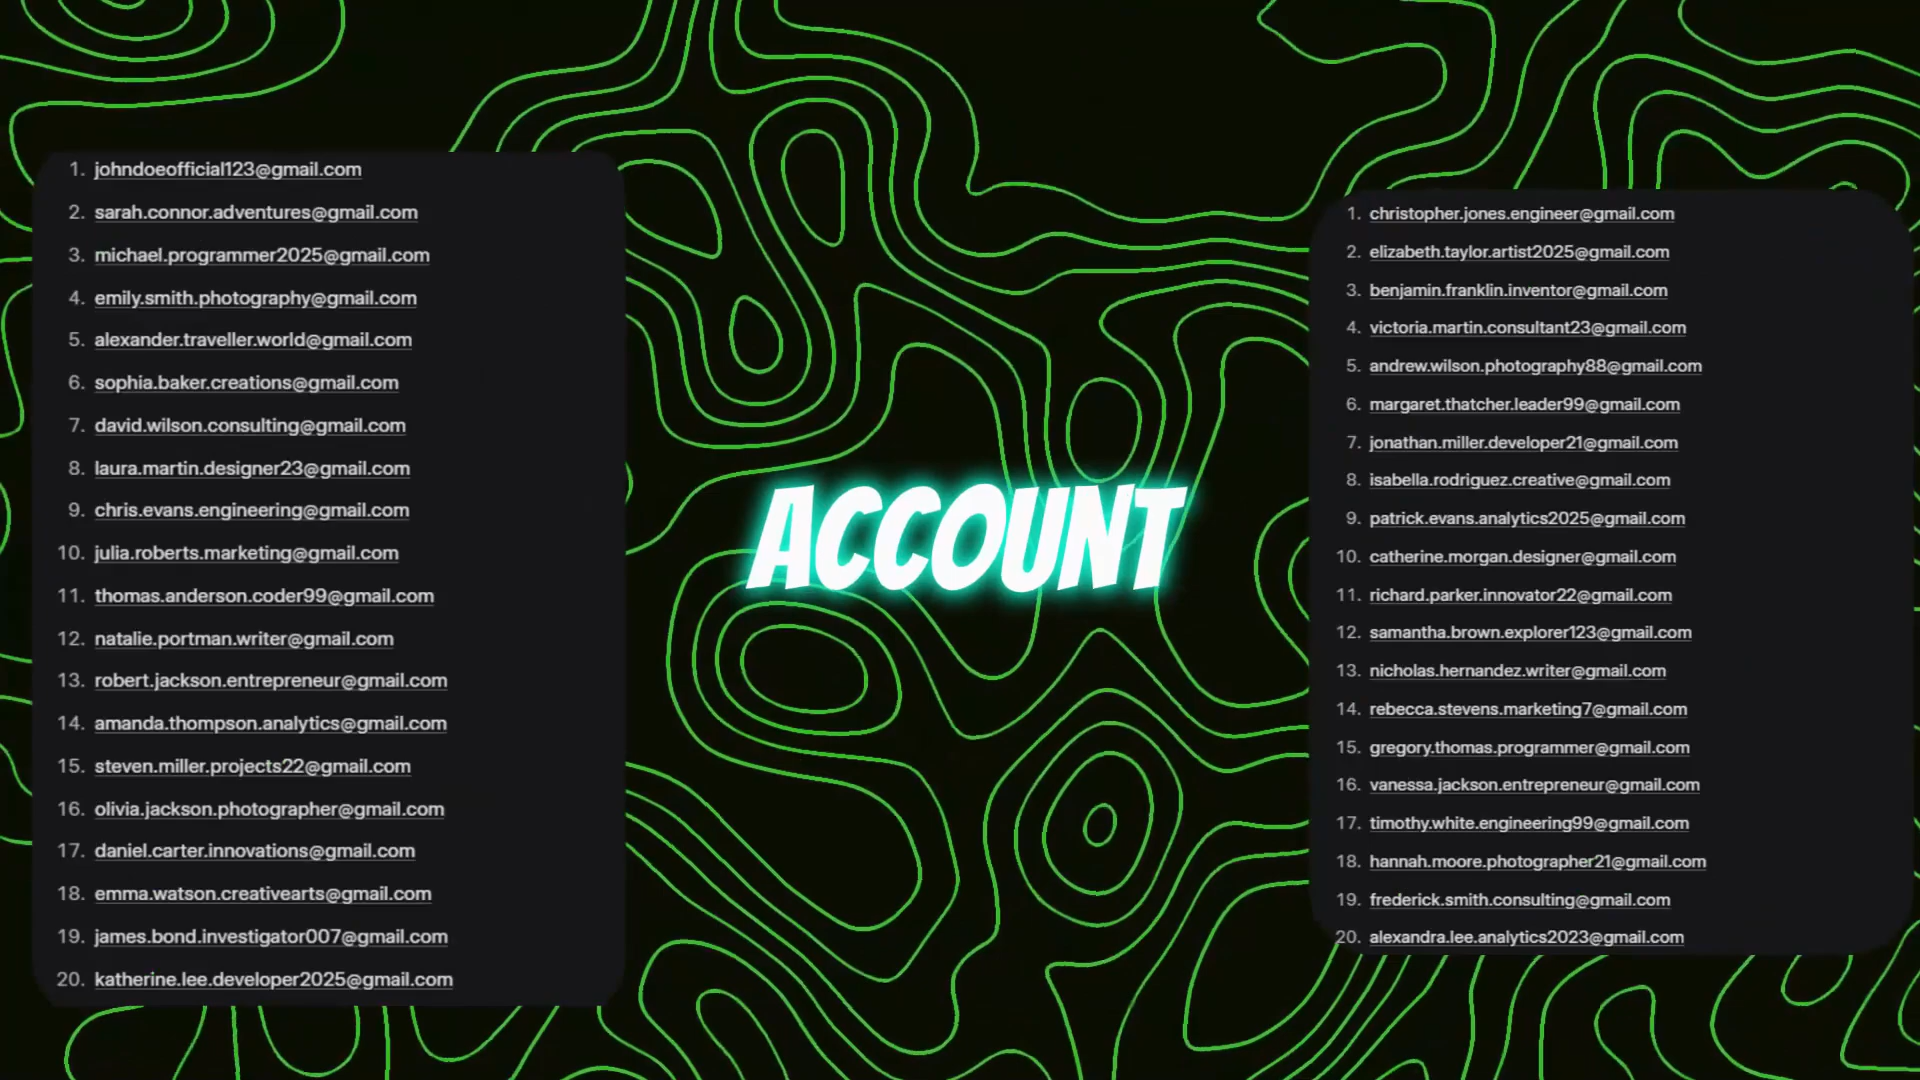 1. johndoeofficial123@gmail.com
2. sarah.connor.adventures@gmail.com
3. michael.programmer2025@gmail.com
4. emily.smith.photography@gmail.com
5. alexander.traveller.world@gmail.com
6. sophia.baker.creations@gmail.com
7. david.wilson.consulting@gmail.com
8. laura.martin.designer23@gmail.com
9. chris.evans.engineering@gmail.com
10. julia.roberts.marketing@gmail.com
11. thomas.anderson.coder99@gmail.com
12. natalie.portman.writer@gmail.com
13. robert.jackson.entrepreneur@gmail.com
14. amanda.thompson.analytics@gmail.com
15. steven.miller.projects22@gmail.com
16. olivia.jackson.photographer@gmail.com
17. daniel.carter.innovations@gmail.com
18. emma.watson.creativearts@gmail.com
19. james.bond.investigator007@gmail.com
20. katherine.lee.developer2025@gmail.com
ACCOUNT
1. christopher.jones.engineer@gmail.com
2. elizabeth.taylor.artist2025@gmail.com
3. benjamin.franklin.inventor@gmail.com
4. victoria.martin.consultant23@gmail.com
5. andrew.wilson.photography88@gmail.com
6. margaret.thatcher.leader99@gmail.com
7. jonathan.miller.developer21@gmail.com
8. isabella.rodriguez.creative@gmail.com
9. patrick.evans.analytics2025@gmail.com
10. catherine.morgan.designer@gmail.com
11. richard.parker.innovator22@gmail.com
12. samantha.brown.explorer123@gmail.com
13. nicholas.hernandez.writer@gmail.com
14. rebecca.stevens.marketing7@gmail.com
15. gregory.thomas.programmer@gmail.com
16. vanessa.jackson.entrepreneur@gmail.com
17. timothy.white.engineering99@gmail.com
18. hannah.moore.photographer21@gmail.com
19. frederick.smith.consulting@gmail.com
20. alexandra.lee.analytics2023@gmail.com